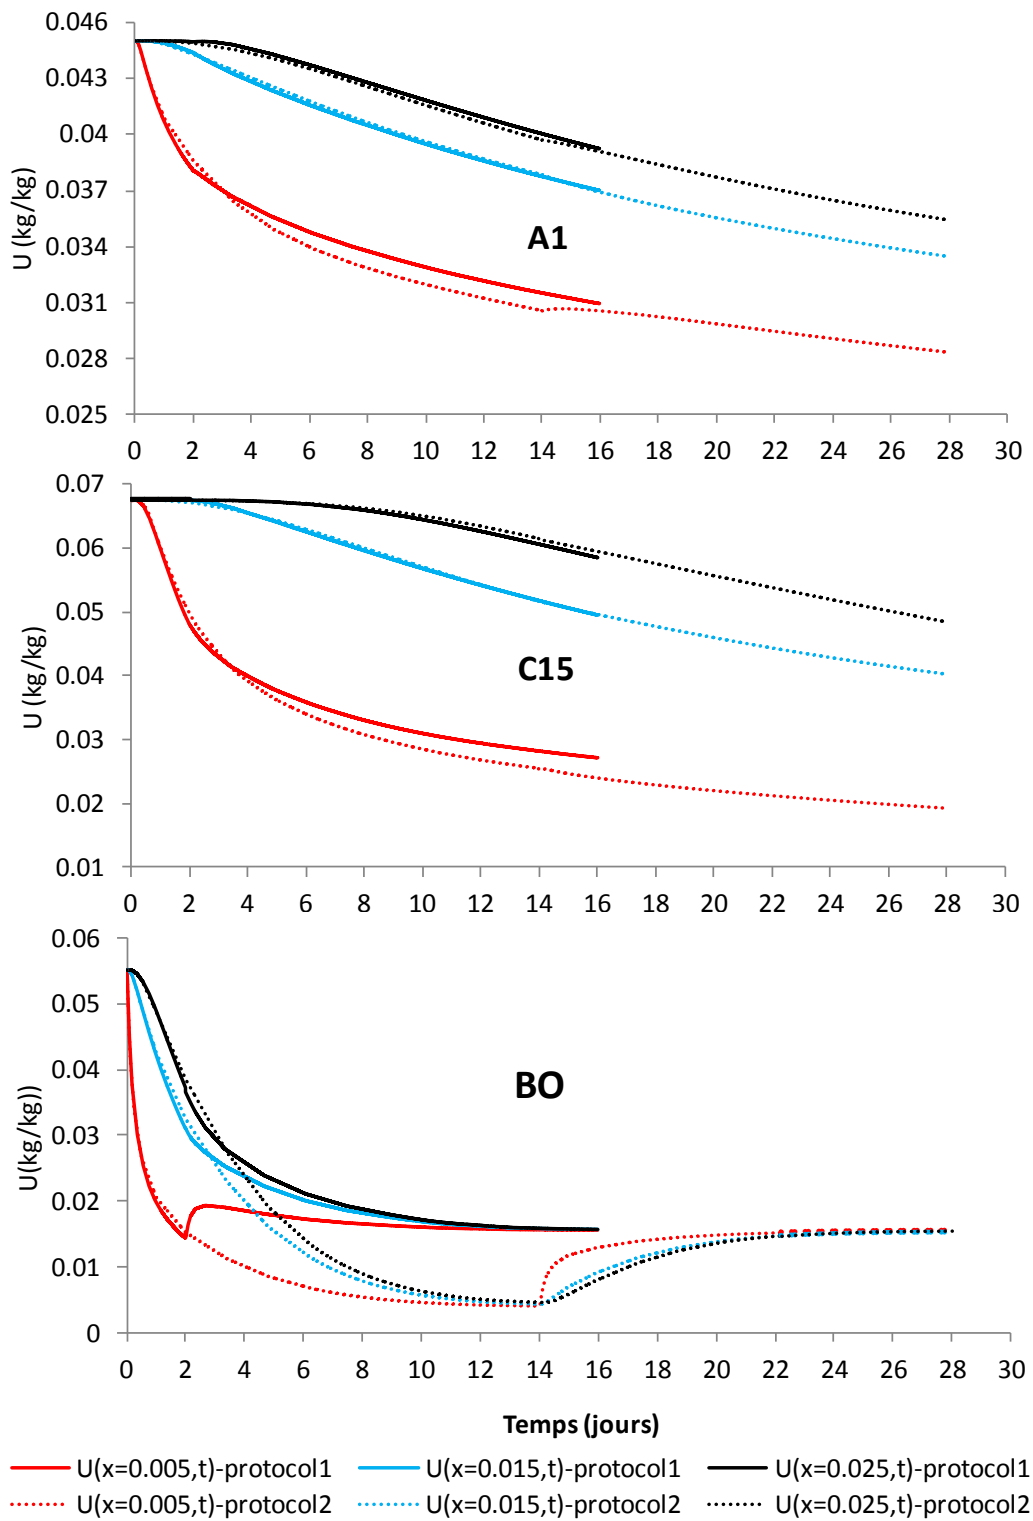 0.046
0.043
0.04
0.037
0.034
0.031
0.028
0.025
U (kg/kg)
A1
0 2 4 6 8 10 12 14 16 18 20 22 24 26 28 30
0.07
0.06
0.05
0.04
0.03
0.02
0.01
U (kg/kg)
C15
0 2 4 6 8 10 12 14 16 18 20 22 24 26 28 30
0.06
0.05
0.04
0.03
0.02
0.01
0
U(kg/kg))
BO
0 2 4 6 8 10 12 14 16 18 20 22 24 26 28 30
Temps (jours)
U(x=0.005,t)-protocol1 U(x=0.015,t)-protocol1 U(x=0.025,t)-protocol1
U(x=0.005,t)-protocol2 U(x=0.015,t)-protocol2 U(x=0.025,t)-protocol2